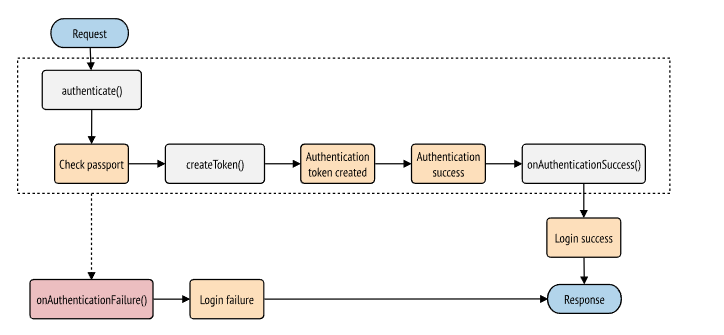 Request
authenticate()
Check passport
createToken()
Authentication
token created
Authentication
success
onAuthenticationSuccess()
Login success
onAuthenticationFailure()
Login failure
Response